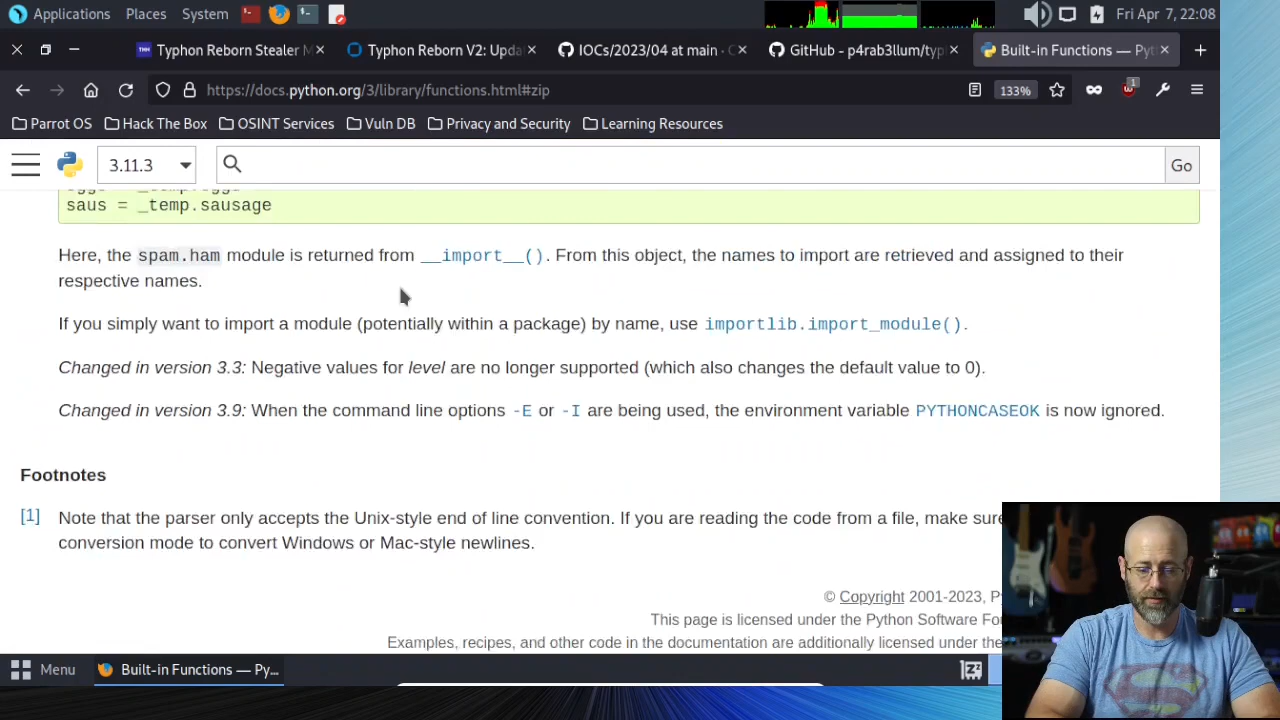 Applications Places System Fri Apr 7, 22:08
Typhon Reborn Stealer M
Typhon Reborn V2: Upda
IOCs/2023/04 at main ·
GitHub - p4rab3llum/typ
Built-in Functions — Pyt
https://docs.python.org/3/library/functions.html#zip 133% 1
Parrot OS Hack The Box OSINT Services Vuln DB Privacy and Security Learning Resources
3.11.3 Go
saus = _temp.sausage
Here, the spam.ham module is returned from __import__(). From this object, the names to import are retrieved and assigned to their
respective names.
If you simply want to import a module (potentially within a package) by name, use importlib.import_module().
Changed in version 3.3: Negative values for level are no longer supported (which also changes the default value to 0).
Changed in version 3.9: When the command line options -E or -I are being used, the environment variable PYTHONCASEOK is now ignored.
Footnotes
[1] Note that the parser only accepts the Unix-style end of line convention. If you are reading the code from a file, make sure
conversion mode to convert Windows or Mac-style newlines.
© Copyright 2001-2023, Py
This page is licensed under the Python Software Fou
Examples, recipes, and other code in the documentation are additionally licensed under the
Menu Built-in Functions — Py...